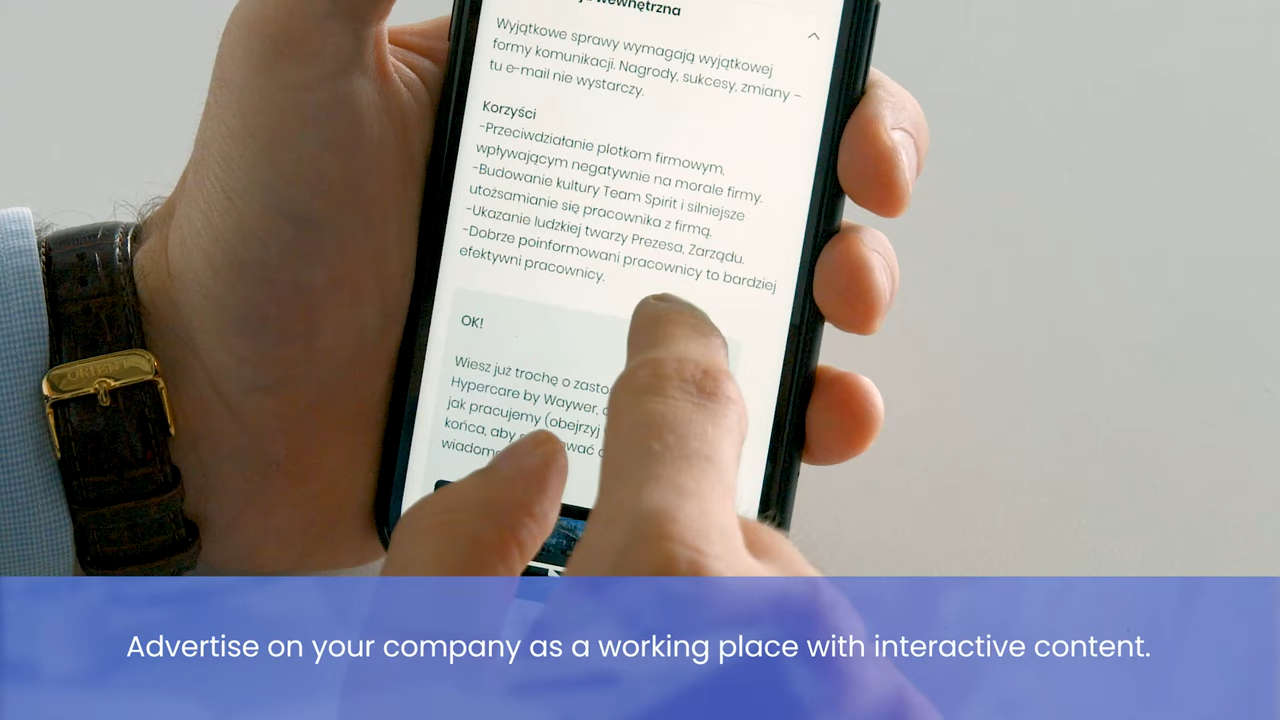 wewnętrzna
Wyjątkowe sprawy wymagają wyjątkowej
formy komunikacji. Nagrody, sukcesy, zmiany –
tu e-mail nie wystarczy.
Korzyści
-Przeciwdziałanie plotkom firmowym,
wpływającym negatywnie na morale firmy.
-Budowanie kultury Team Spirit i silniejsze
utożsamianie się pracownika z firmą.
-Ukazanie ludzkiej twarzy Prezesa, Zarządu.
-Dobrze poinformowani pracownicy to bardziej
efektywni pracownicy.
OK!
Wiesz już trochę o
Hypercare by Waywer,
jak pracujemy (obejrzyj
końca, aby
ORIENT
Advertise on your company as a working place with interactive content.